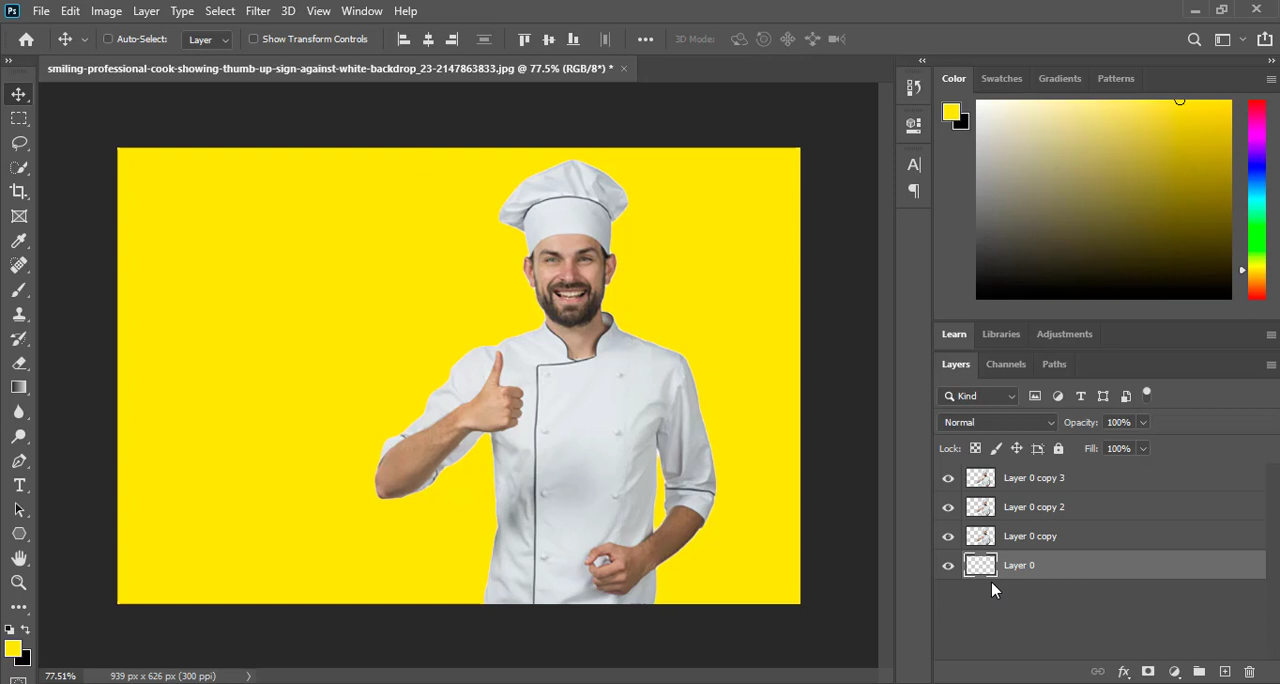 Ps File Edit Image Layer Type Select Filter 3D View Window Help
Auto-Select: Layer Show Transform Controls 3D Mode:
smiling-professional-cook-showing-thumb-up-sign-against-white-backdrop_23-2147863833.jpg @ 77.5% (RGB/8*) * ×
Color Swatches Gradients Patterns
Learn Libraries Adjustments
Layers Channels Paths
Kind
Normal Opacity: 100%
Lock: Fill: 100%
Layer 0 copy 3
Layer 0 copy 2
Layer 0 copy
Layer 0
77.51% 939 px x 626 px (300 ppi)